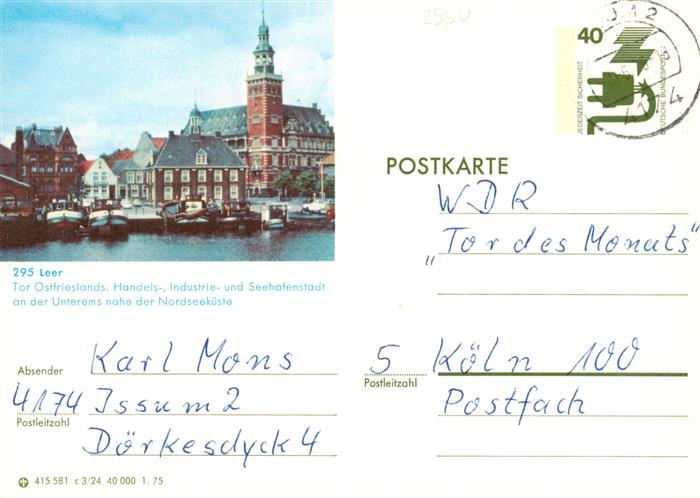 295 Leer
Tor Ostfrieslands. Handels-, Industrie- und Seehafenstadt
an der Unterems nahe der Nordseeküste
Absender Karl Mons
4174 Issum 2
Postleitzahl
Dörkesdyck 4
415 581 c 3/24 40 000 1. 75
2950
40
JEDERZEIT SICHERHEIT
DEUTSCHE BUNDESPOST
POSTKARTE
WDR
"Tor des Monats"
5 Köln 100
Postleitzahl
Postfach